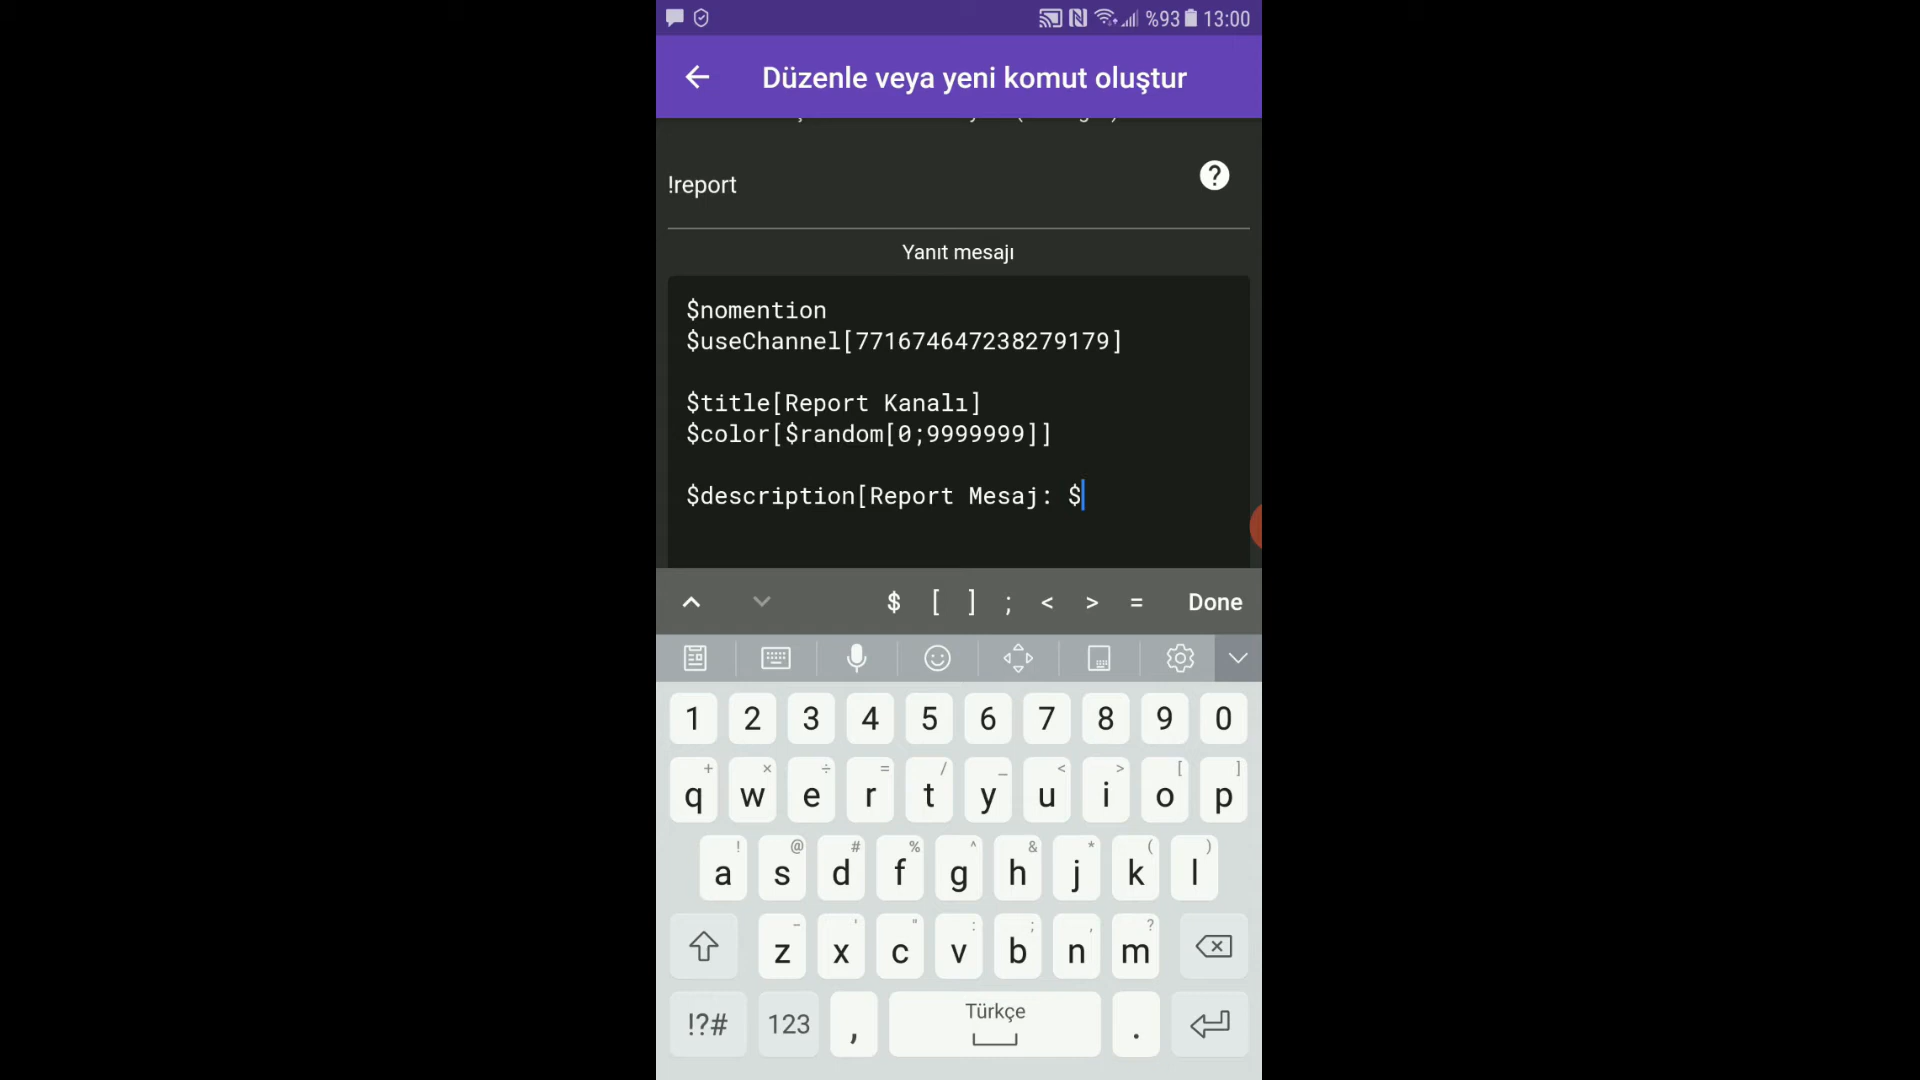 %93 13:00
Düzenle veya yeni komut oluştur
!report
?
Yanıt mesajı
$nomention
$useChannel[771674647238279179]
$title[Report Kanalı]
$color[$random[0;9999999]]
$description[Report Mesaj: $
$ [ ] ; < > = Done
1 2 3 4 5 6 7 8 9 0
+ × ÷ = / _ < > [ ]
q w e r t y u i o p
! @ # % ^ & * ( )
a s d f g h j k l
- ' " : ; , ?
z x c v b n m
!?# 123 , Türkçe .